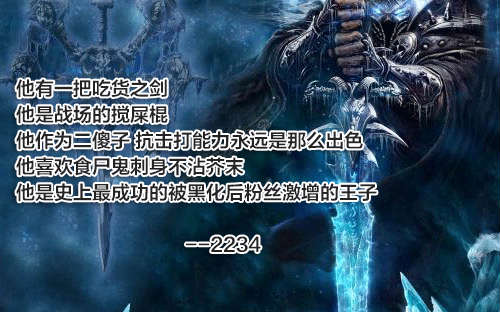 他有一把吃货之剑
他是战场的搅屎棍
他作为二傻子 抗击打能力永远是那么出色
他喜欢食尸鬼刺身不沾芥末
他是史上最成功的被黑化后粉丝激增的王子
--2234